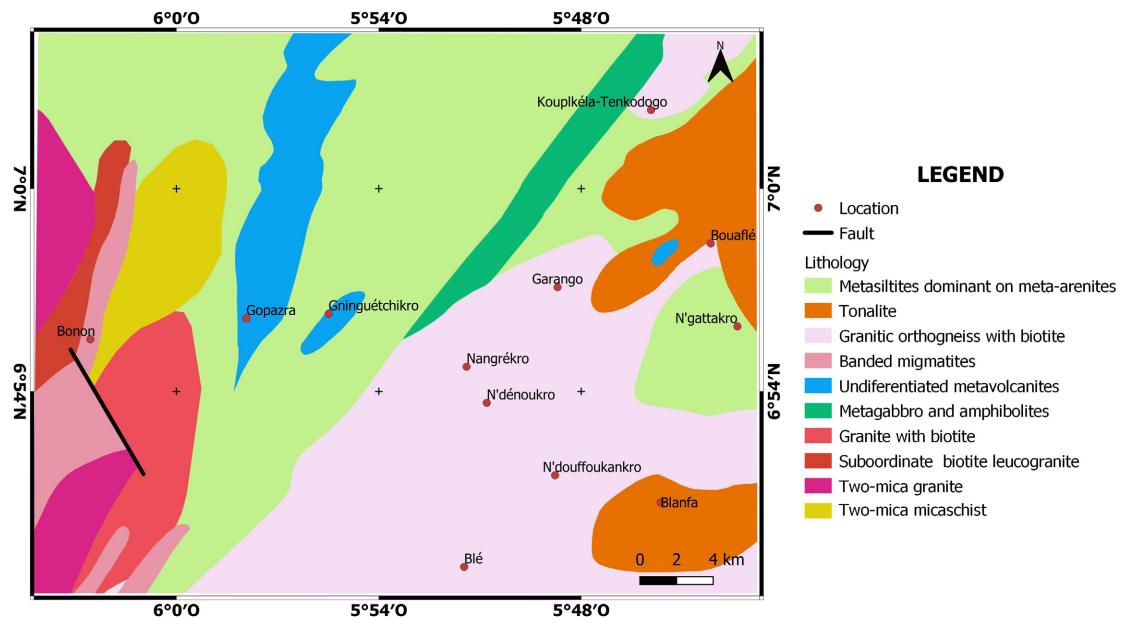 6°0′O 5°54′O 5°48′O
N
Kouplkéla-Tenkodogo
7°0′N 7°0′N
Bouaflé
Garango
Gopazra Gninguétchikro
N'gattakro
Bonon
Nangrékro
6°54′N 6°54′N
N'dénoukro
N'douffoukankro
Blanfa
Blé
0 2 4 km
6°0′O 5°54′O 5°48′O
LEGEND
Location
Fault
Lithology
Metasiltites dominant on meta-arenites
Tonalite
Granitic orthogneiss with biotite
Banded migmatites
Undiferentiated metavolcanites
Metagabbro and amphibolites
Granite with biotite
Suboordinate biotite leucogranite
Two-mica granite
Two-mica micaschist